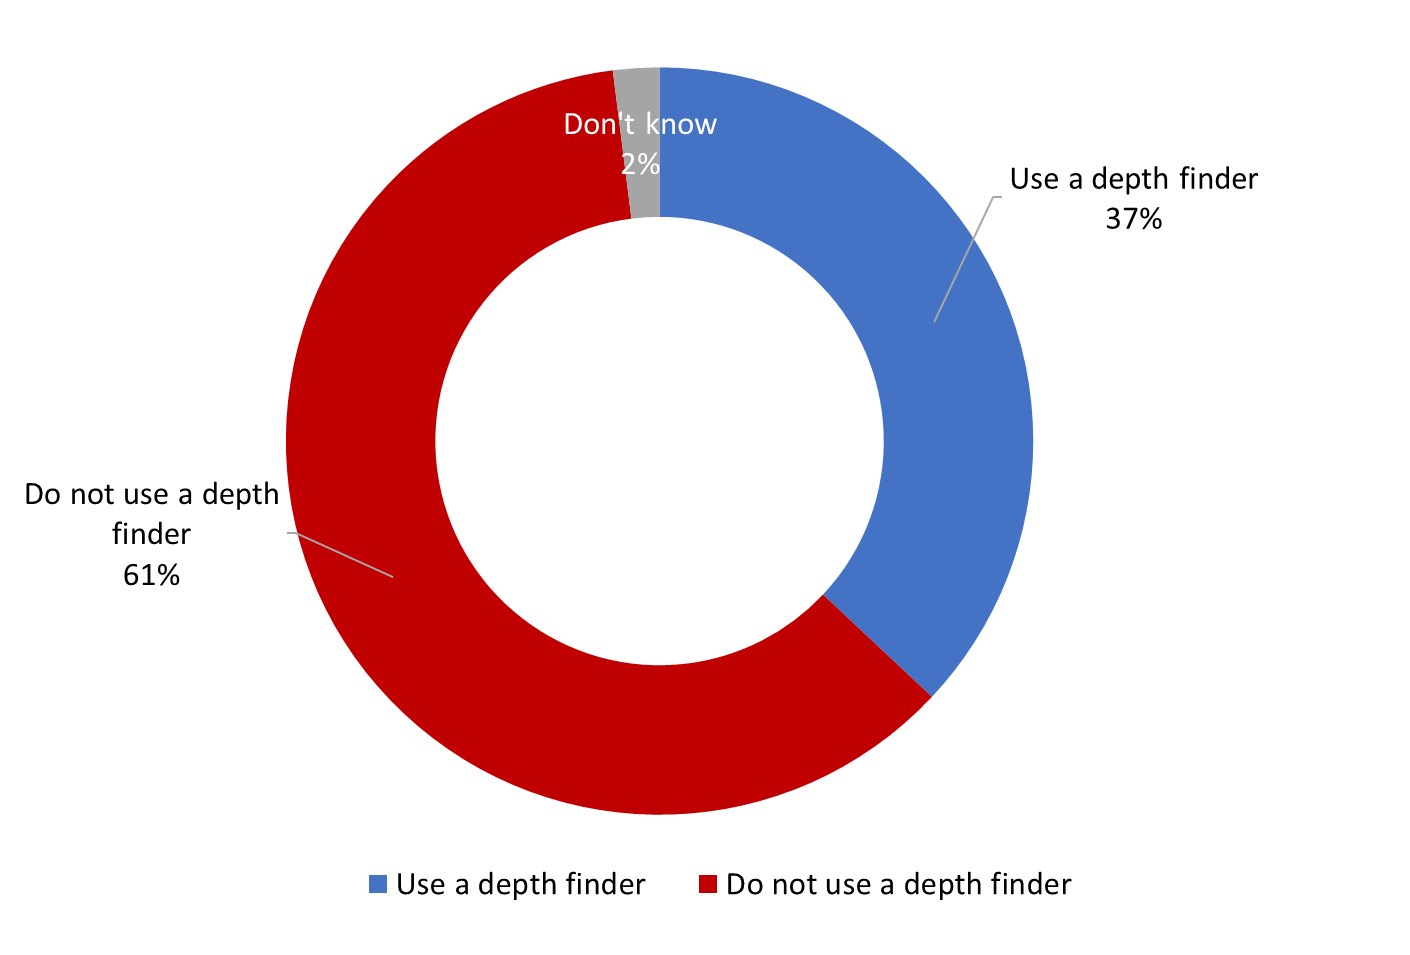 Don't know
2%
Use a depth finder
37%
Do not use a depth
finder
61%
Use a depth finder
Do not use a depth finder